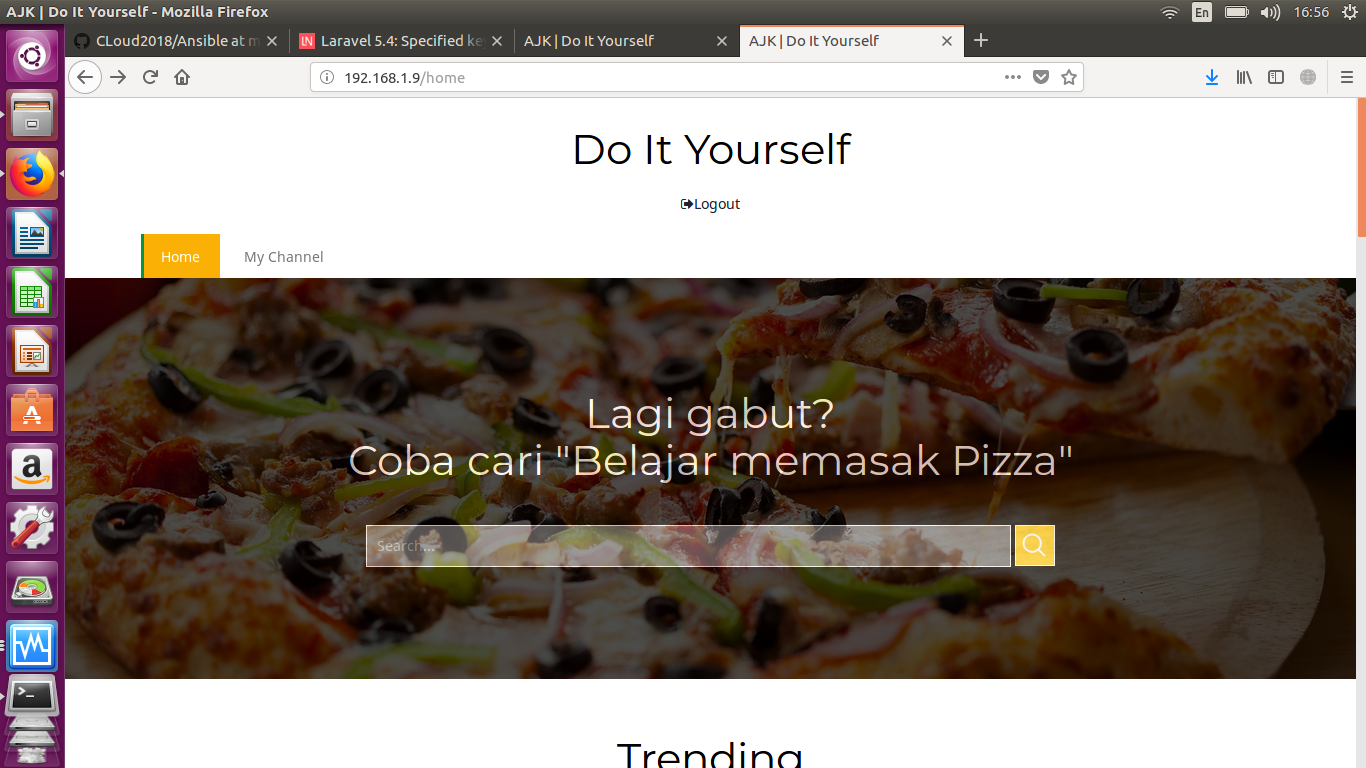 AJK | Do It Yourself - Mozilla Firefox
En
16:56
CLoud2018/Ansible at m
Laravel 5.4: Specified ke
AJK | Do It Yourself
AJK | Do It Yourself
192.168.1.9/home
Do It Yourself
Logout
Home
My Channel
Lagi gabut?
Coba cari "Belajar memasak Pizza"
Search...
Trending